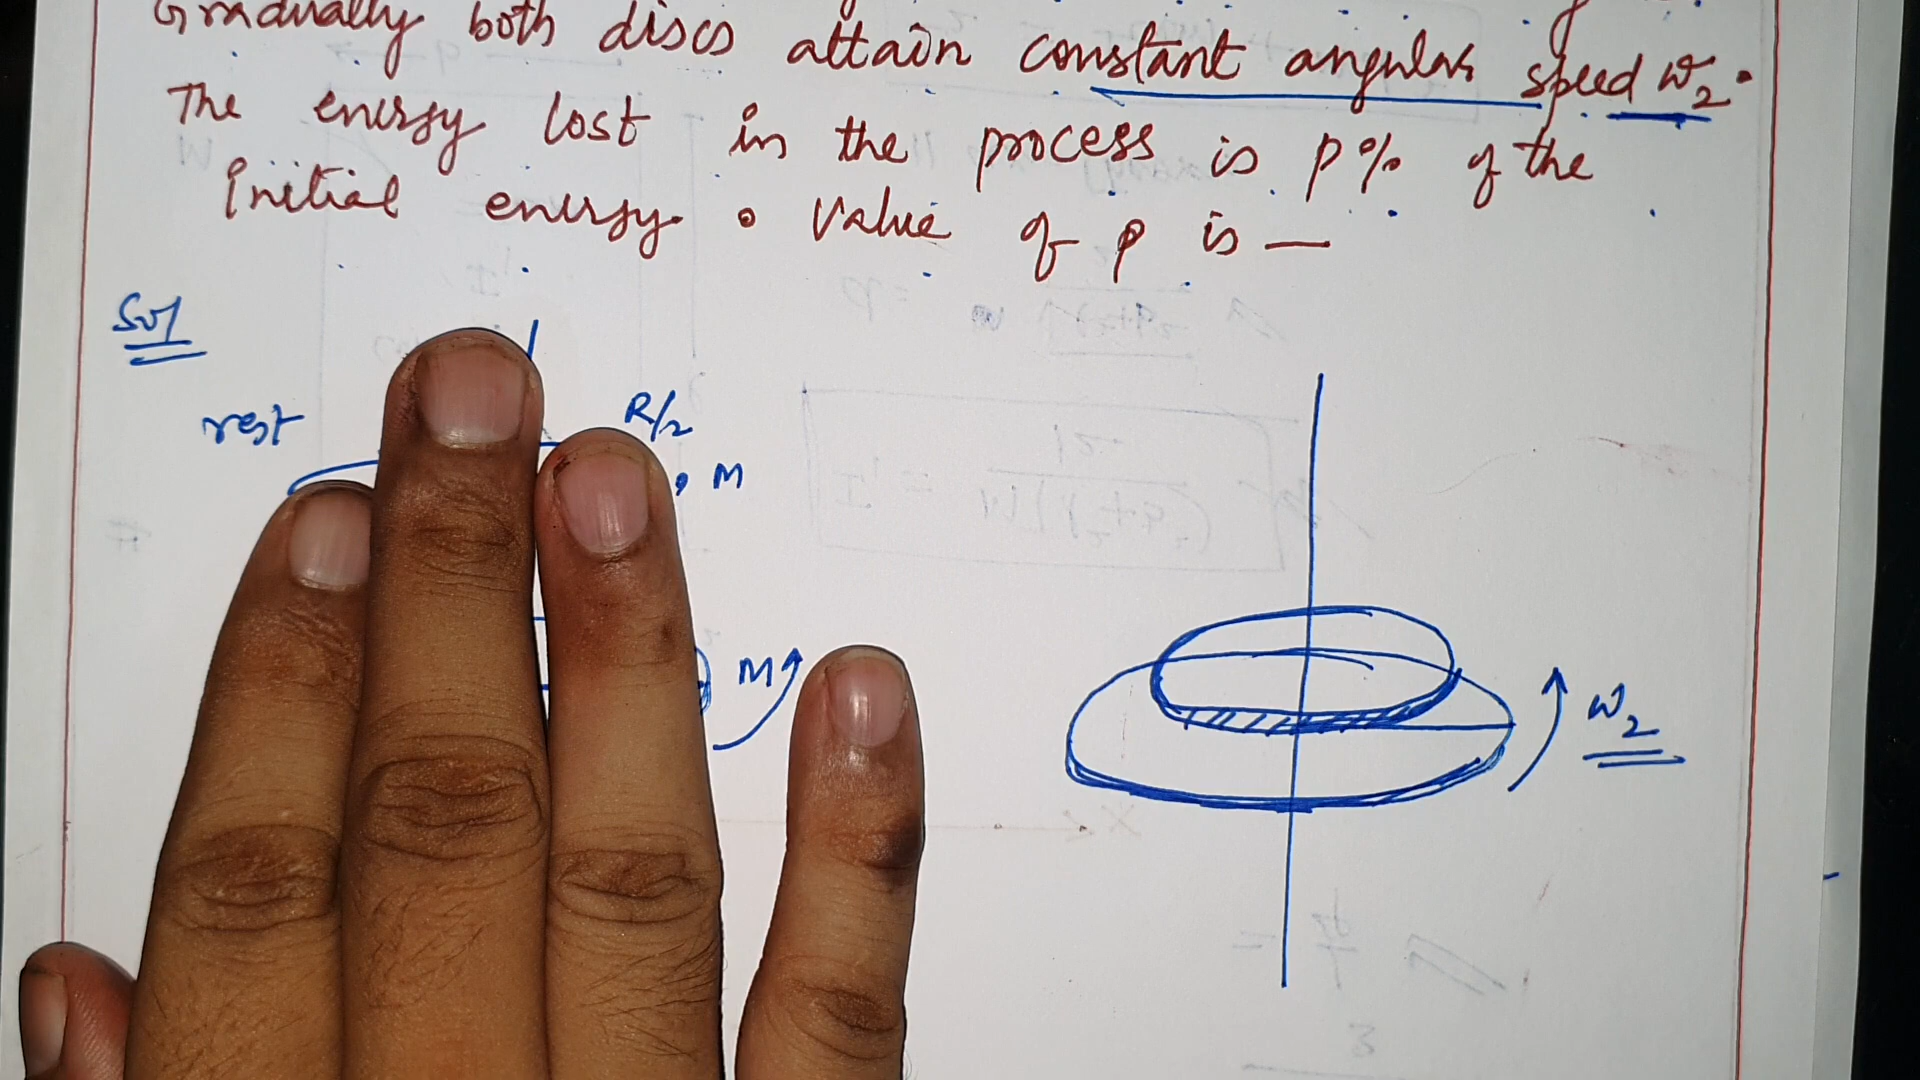 Gradually both discs attain constant angular speed ω₂.
The energy lost in the process is p% of the
Initial energy. Value of p is —
Sol
rest
R/2
, M
M
ω₂